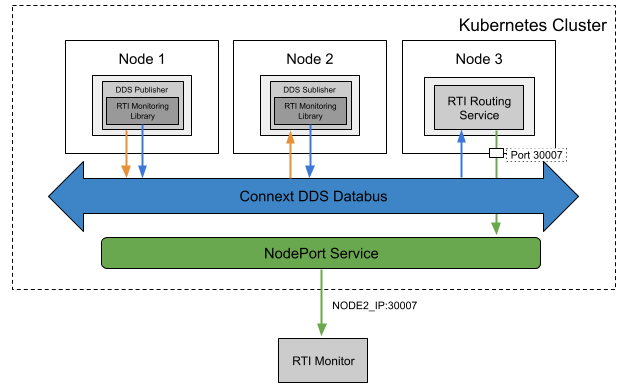 Kubernetes Cluster
Node 1
Node 2
Node 3
DDS Publisher
RTI Monitoring
Library
DDS Sublisher
RTI Monitoring
Library
RTI Routing
Service
Port 30007
Connext DDS Databus
NodePort Service
NODE2_IP:30007
RTI Monitor